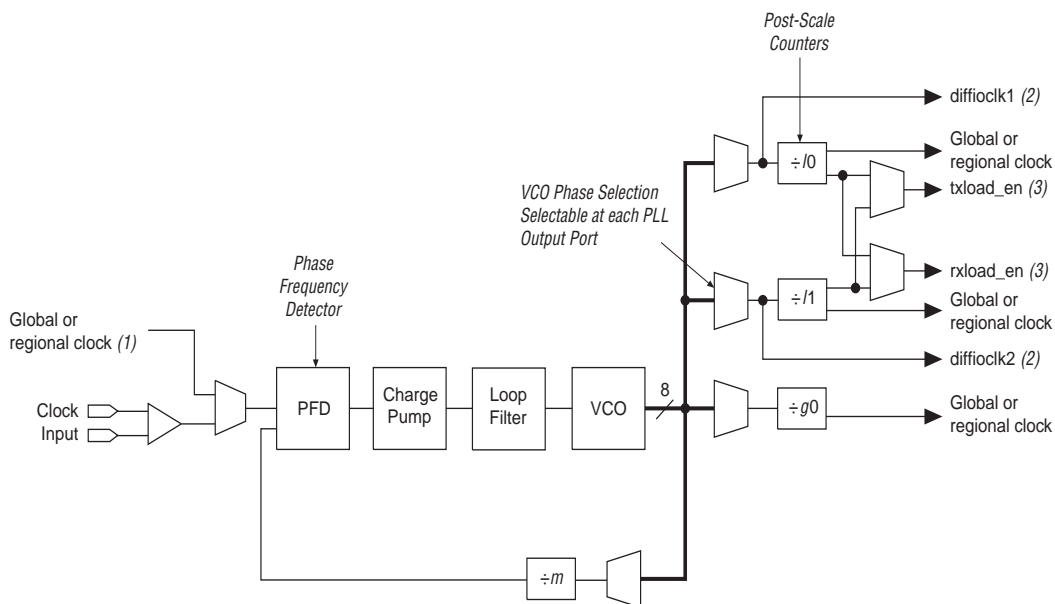 Post-Scale
Counters
diffioclk1 (2)
Global or
regional clock
÷l0
txload_en (3)
VCO Phase Selection
Selectable at each PLL
Output Port
rxload_en (3)
÷l1
Global or
regional clock
diffioclk2 (2)
Phase
Frequency
Detector
Global or
regional clock (1)
Clock
Input
PFD
Charge
Pump
Loop
Filter
VCO
8
÷g0
Global or
regional clock
÷m